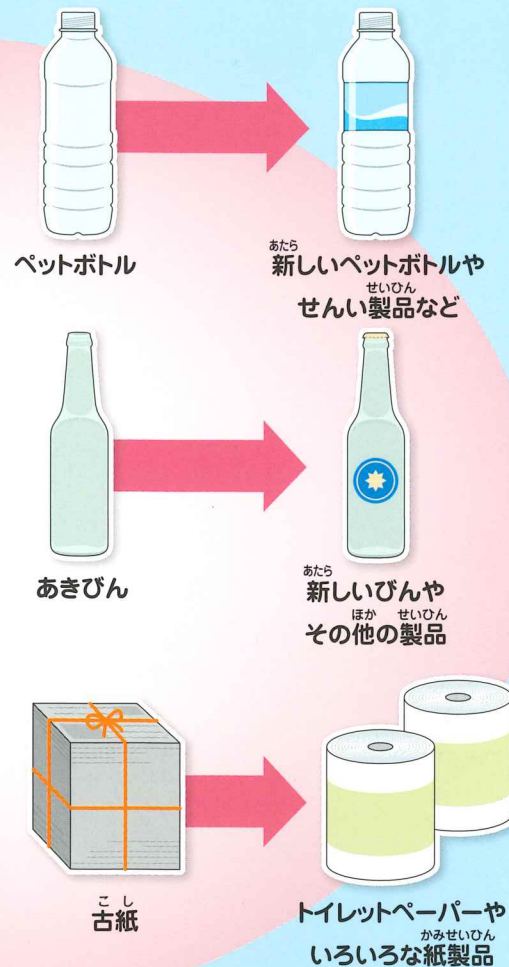 ペットボトル
あたら
新しいペットボトルや
せいひん
せんい製品など
あきびん
あたら
新しいびんや
ほか せいひん
その他の製品
こし
古紙
トイレットペーパーや
かみせいひん
いろいろな紙製品